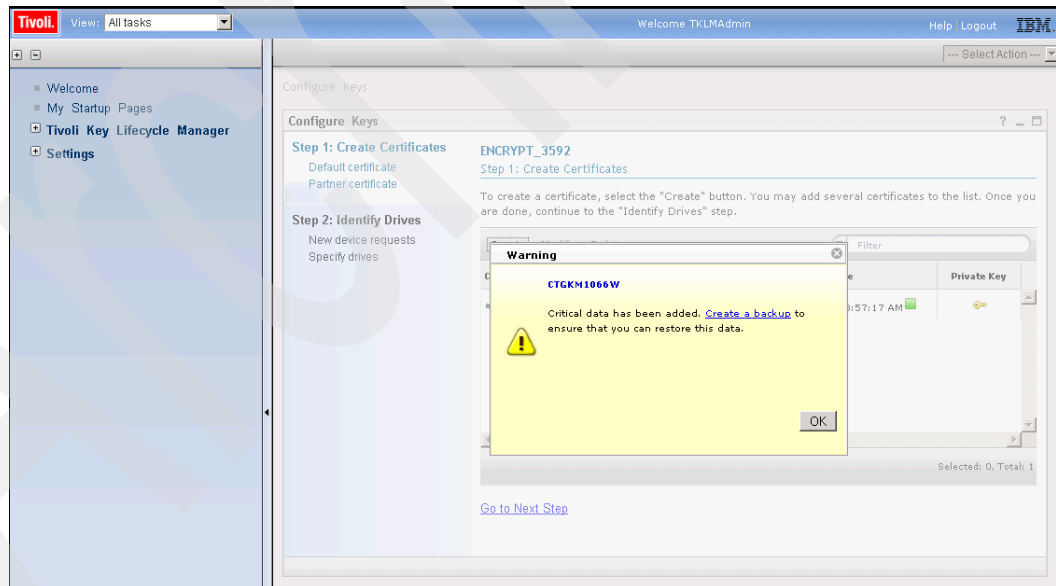 Tivoli. View: All tasks Welcome TKLMAdmin Help Logout IBM.
--- Select Action ---
Welcome
My Startup Pages
Tivoli Key Lifecycle Manager
Settings
Configure Keys
Configure Keys
Step 1: Create Certificates
Default certificate
Partner certificate
Step 2: Identify Drives
New device requests
Specify drives
ENCRYPT_3592
Step 1: Create Certificates
To create a certificate, select the "Create" button. You may add several certificates to the list. Once you
are done, continue to the "Identify Drives" step.
Filter
Private Key
:57:17 AM
Warning
CTGKM1066W
Critical data has been added. Create a backup to
ensure that you can restore this data.
OK
Selected: 0, Total: 1
Go to Next Step